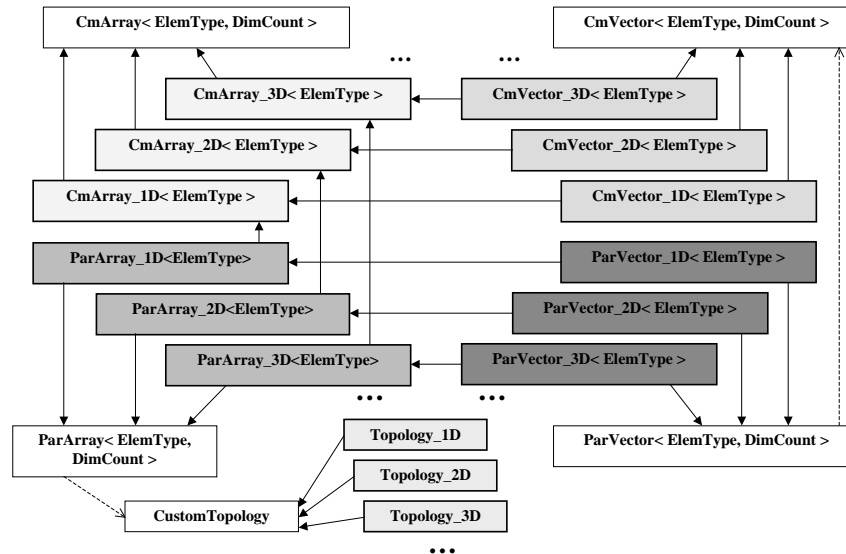 CmArray< ElemType, DimCount >
CmVector< ElemType, DimCount >
...
...
CmArray_3D< ElemType >
CmVector_3D< ElemType >
CmArray_2D< ElemType >
CmVector_2D< ElemType >
CmArray_1D< ElemType >
CmVector_1D< ElemType >
ParArray_1D<ElemType>
ParVector_1D< ElemType >
ParArray_2D<ElemType>
ParVector_2D< ElemType >
ParArray_3D<ElemType>
ParVector_3D< ElemType >
...
...
ParArray< ElemType,
DimCount >
Topology_1D
ParVector< ElemType, DimCount >
Topology_2D
CustomTopology
Topology_3D
...